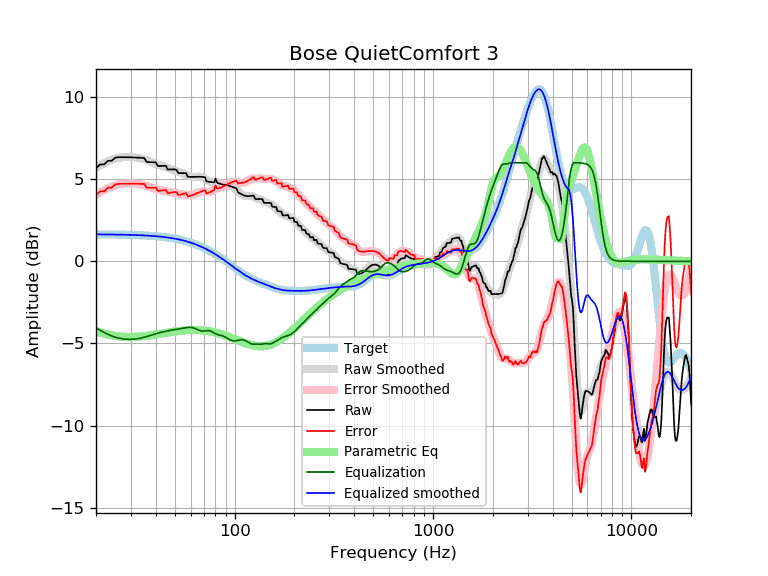 Bose QuietComfort 3
10
5
0
−5
−10
−15
Amplitude (dBr)
Target
Raw Smoothed
Error Smoothed
Raw
Error
Parametric Eq
Equalization
Equalized smoothed
100 1000 10000
Frequency (Hz)